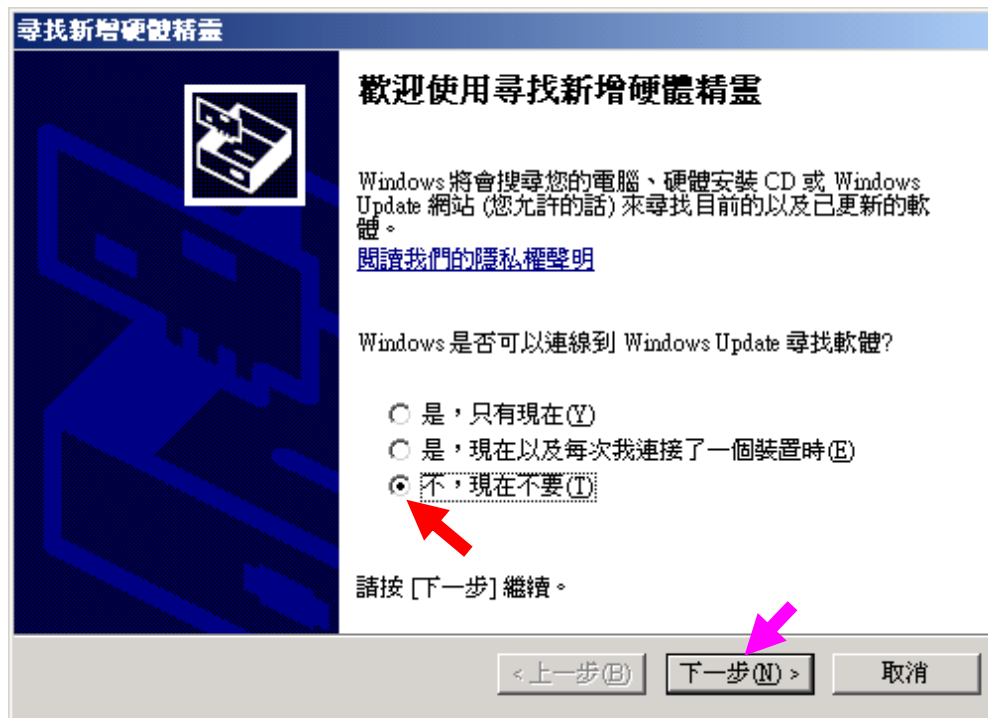 尋找新增硬體精靈
歡迎使用尋找新增硬體精靈
Windows 將會搜尋您的電腦、硬體安裝 CD 或 Windows
Update 網站 (您允許的話) 來尋找目前的以及已更新的軟
體。
閱讀我們的隱私權聲明
Windows 是否可以連線到 Windows Update 尋找軟體?
是，只有現在(Y)
是，現在以及每次我連接了一個裝置時(E)
不，現在不要(T)
請按 [下一步] 繼續。
< 上一步(B) 下一步(N) > 取消